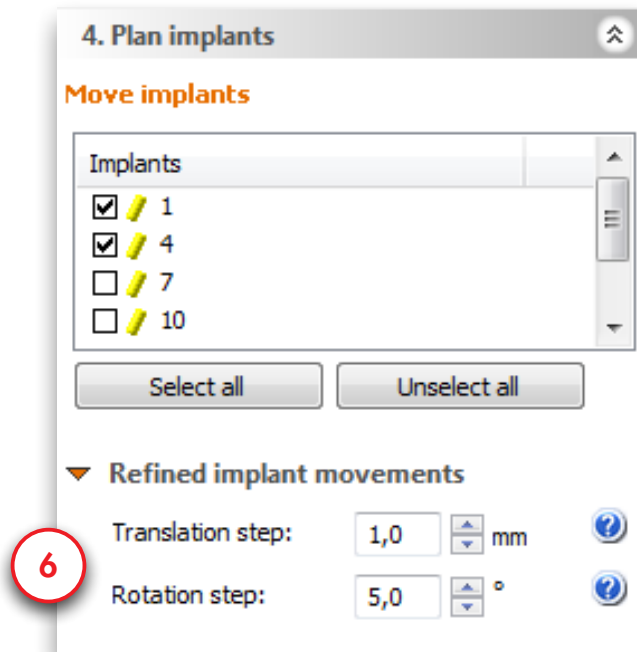 4. Plan implants
Move implants
Implants
1
4
7
10
Select all Unselect all
Refined implant movements
Translation step: 1,0 mm ?
6
Rotation step: 5,0 ° ?